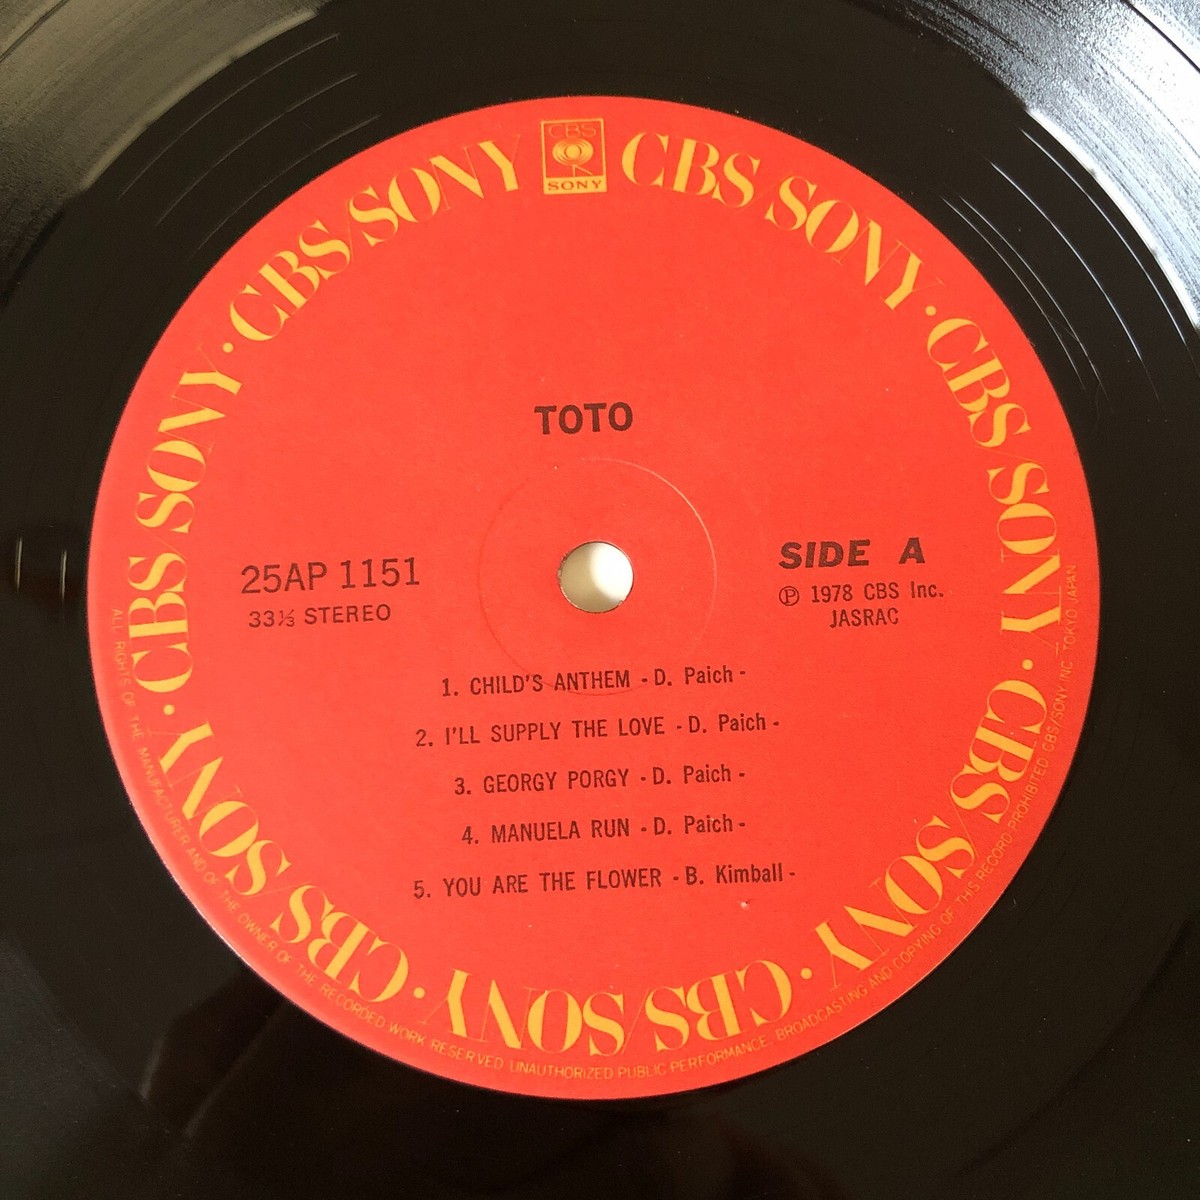 CBS
SONY
CBS/SONY · CBS/SONY · CBS/SONY · CBS/SONY · CBS/SONY · CBS/SONY · CBS/SONY
TOTO
25AP 1151
33⅓ STEREO
SIDE A
Ⓟ 1978 CBS Inc.
JASRAC
1. CHILD'S ANTHEM - D. Paich -
2. I'LL SUPPLY THE LOVE - D. Paich -
3. GEORGY PORGY - D. Paich -
4. MANUELA RUN - D. Paich -
5. YOU ARE THE FLOWER - B. Kimball -
ALL RIGHTS OF THE MANUFACTURER AND OF THE OWNER OF THE RECORDED WORK RESERVED UNAUTHORIZED PUBLIC PERFORMANCE, BROADCASTING AND COPYING OF THIS RECORD PROHIBITED CBS/SONY INC. TOKYO JAPAN